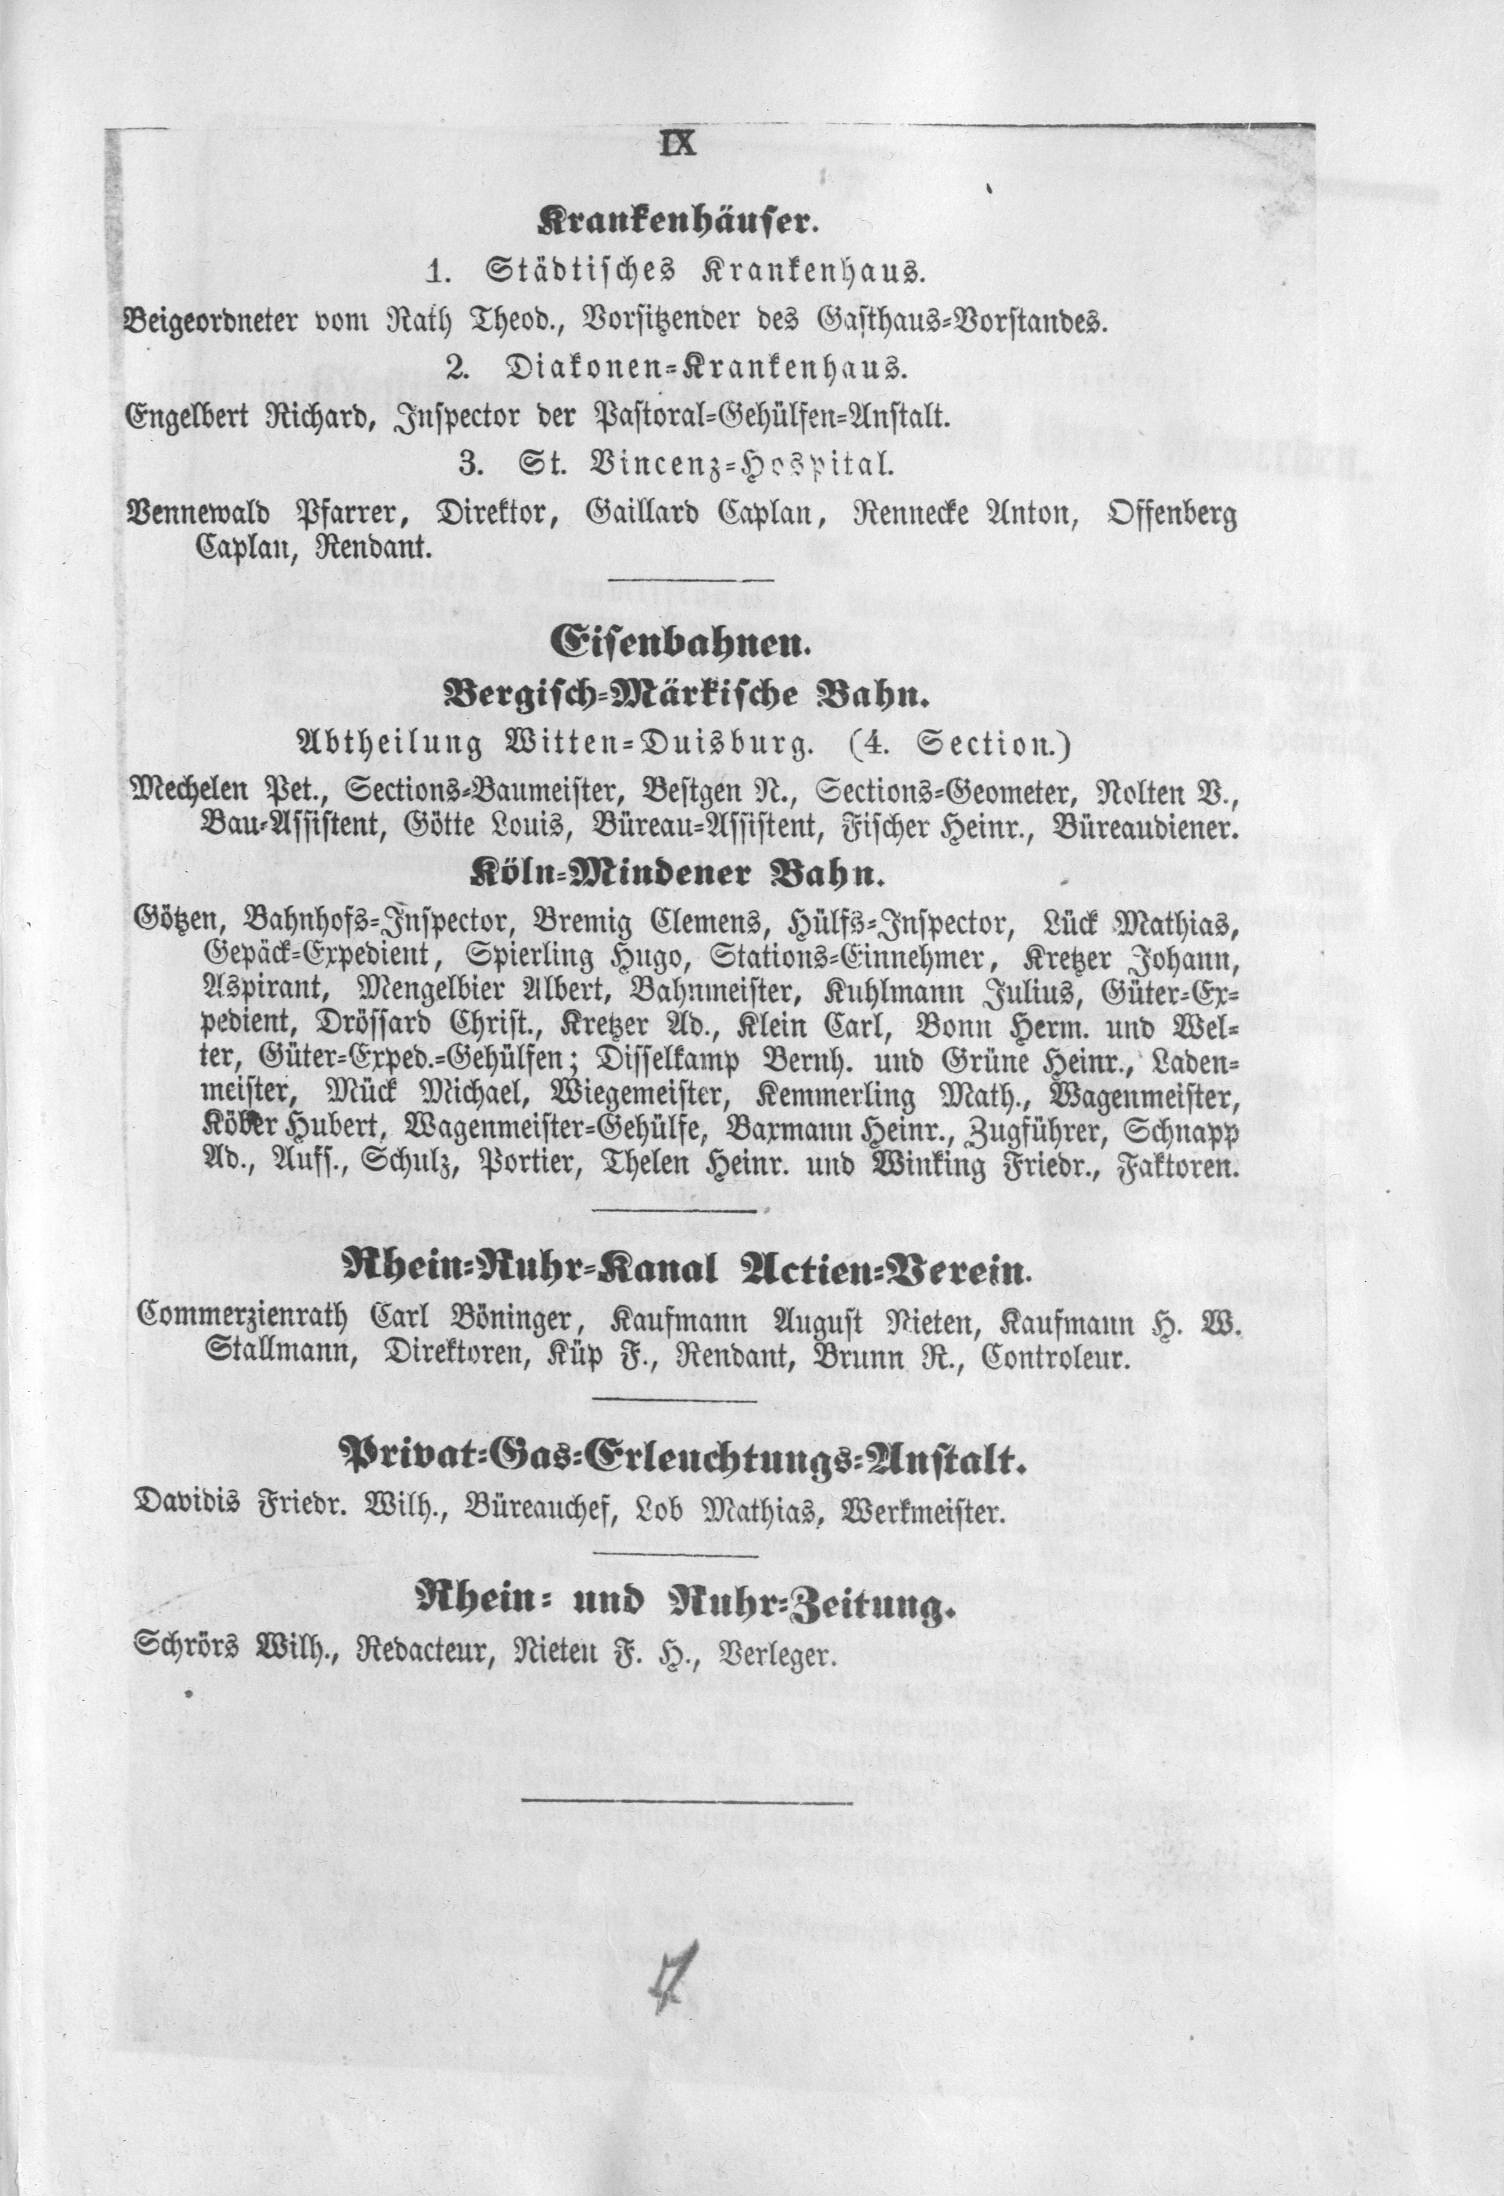 IX
Krankenhäuser.
1. Städtisches Krankenhaus.
Beigeordneter vom Rath Theod., Vorsitzender des Gasthaus-Vorstandes.
2. Diakonen-Krankenhaus.
Engelbert Richard, Inspector der Pastoral-Gehülfen-Anstalt.
3. St. Vincenz-Hospital.
Vennewald Pfarrer, Direktor, Gaillard Caplan, Rennecke Anton, Offenberg
Caplan, Rendant.
Eisenbahnen.
Bergisch-Märkische Bahn.
Abtheilung Witten-Duisburg. (4. Section.)
Mechelen Pet., Sections-Baumeister, Bestgen N., Sections-Geometer, Nolten V.,
Bau-Assistent, Götte Louis, Büreau-Assistent, Fischer Heinr., Büreaudiener.
Köln-Mindener Bahn.
Götzen, Bahnhofs-Inspector, Bremig Clemens, Hülfs-Inspector, Lück Mathias,
Gepäck-Expedient, Spierling Hugo, Stations-Einnehmer, Kretzer Johann,
Aspirant, Mengelbier Albert, Bahnmeister, Kuhlmann Julius, Güter-Ex-
pedient, Drössard Christ., Kretzer Ad., Klein Carl, Bonn Herm. und Wel-
ter, Güter-Exped.-Gehülfen; Disselkamp Bernh. und Grüne Heinr., Laden-
meister, Mück Michael, Wiegemeister, Kemmerling Math., Wagenmeister,
Köber Hubert, Wagenmeister-Gehülfe, Baxmann Heinr., Zugführer, Schnapp
Ad., Auff., Schulz, Portier, Thelen Heinr. und Winking Friedr., Faktoren.
Rhein-Ruhr-Kanal Actien-Verein.
Commerzienrath Carl Böninger, Kaufmann August Nieten, Kaufmann H. W.
Stallmann, Direktoren, Küp F., Rendant, Brunn R., Controleur.
Privat-Gas-Erleuchtungs-Anstalt.
Davidis Friedr. Wilh., Büreauchef, Lob Mathias, Werkmeister.
Rhein- und Ruhr-Zeitung.
Schrörs Wilh., Redacteur, Nieten F. H., Verleger.